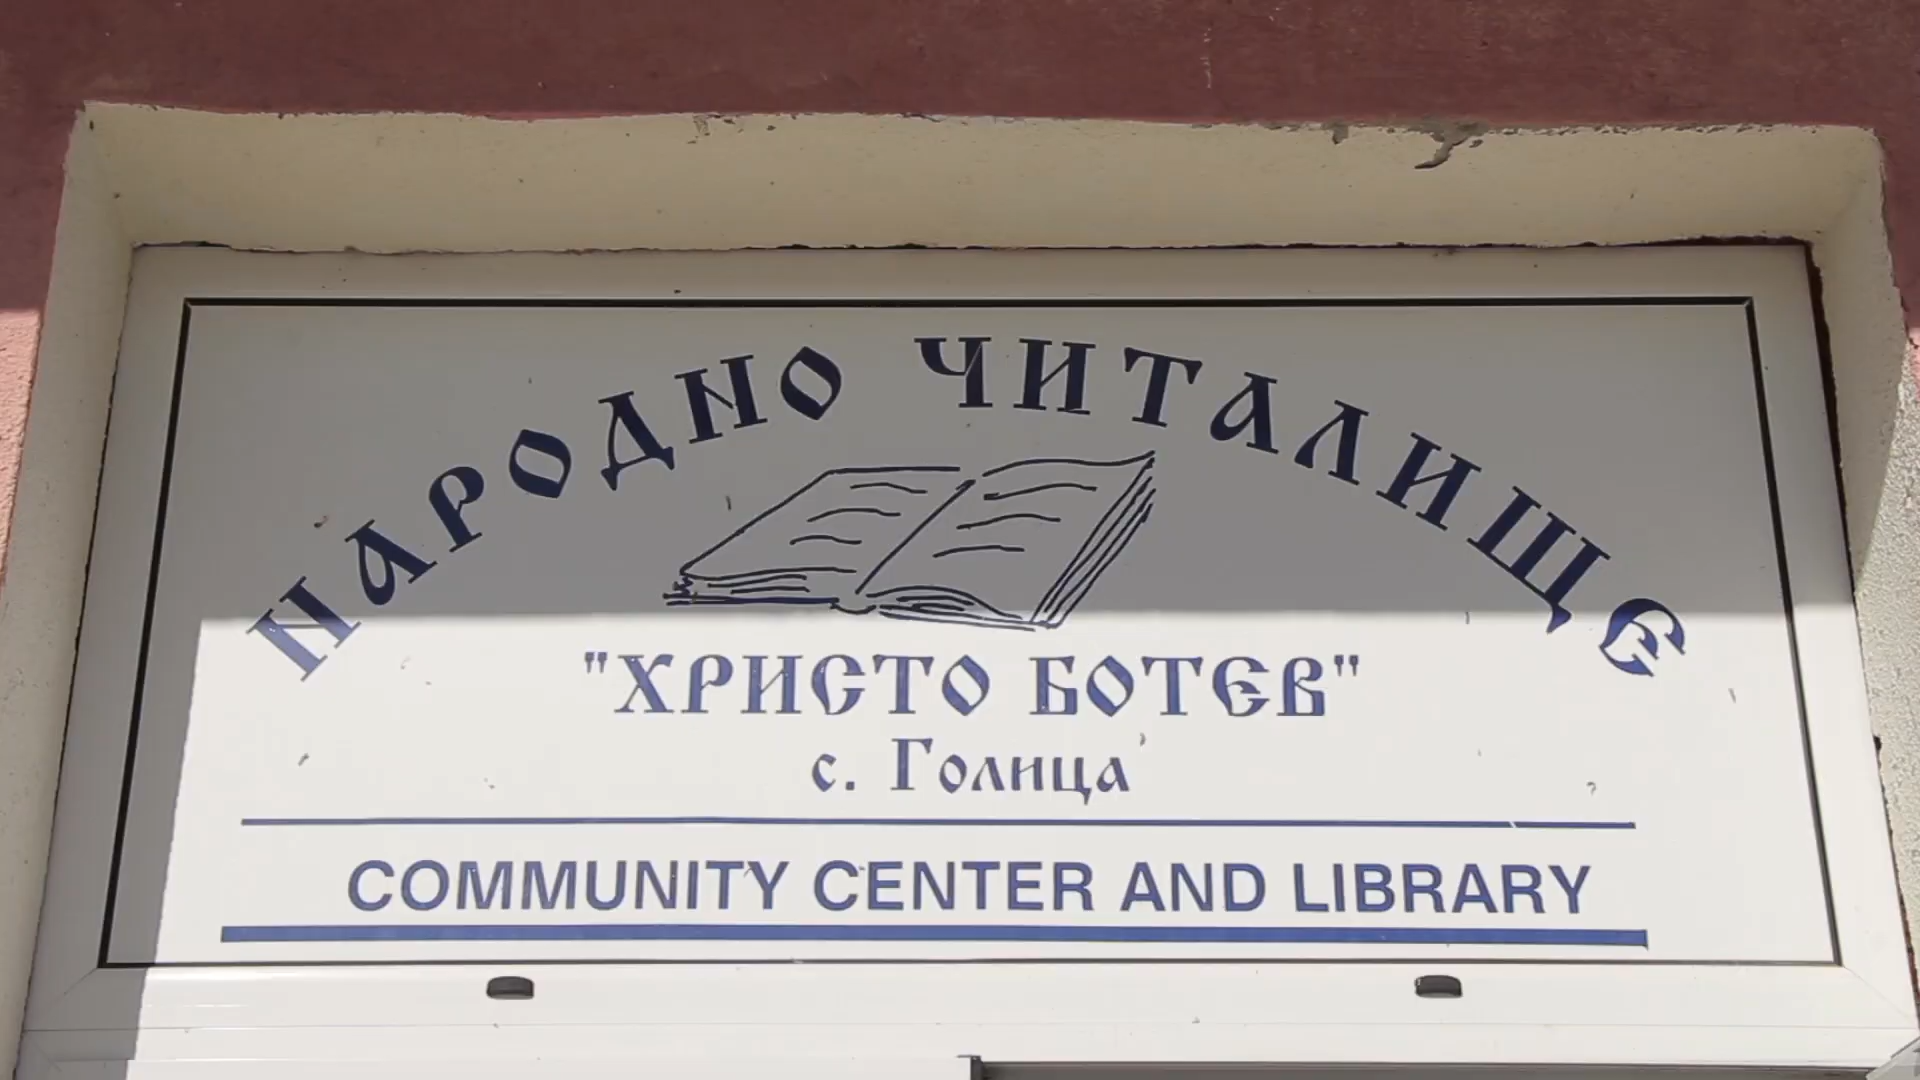 НАРОДНО ЧИТАЛИЩЕ
"ХРИСТО БОТЕВ"
с. Голица
COMMUNITY CENTER AND LIBRARY